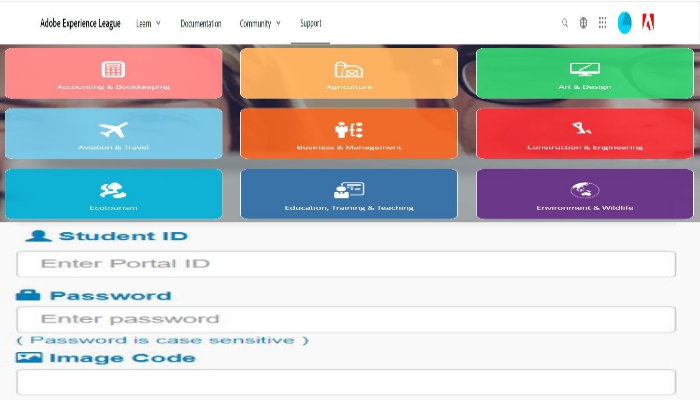 Adobe Experience League Learn Documentation Community Support
Accounting & Bookkeeping Agriculture Art & Design
Aviation & Travel Business & Management Construction & Engineering
Ecotourism Education, Training & Teaching Environment & Wildlife
Student ID
Enter Portal ID
Password
Enter password
( Password is case sensitive )
Image Code